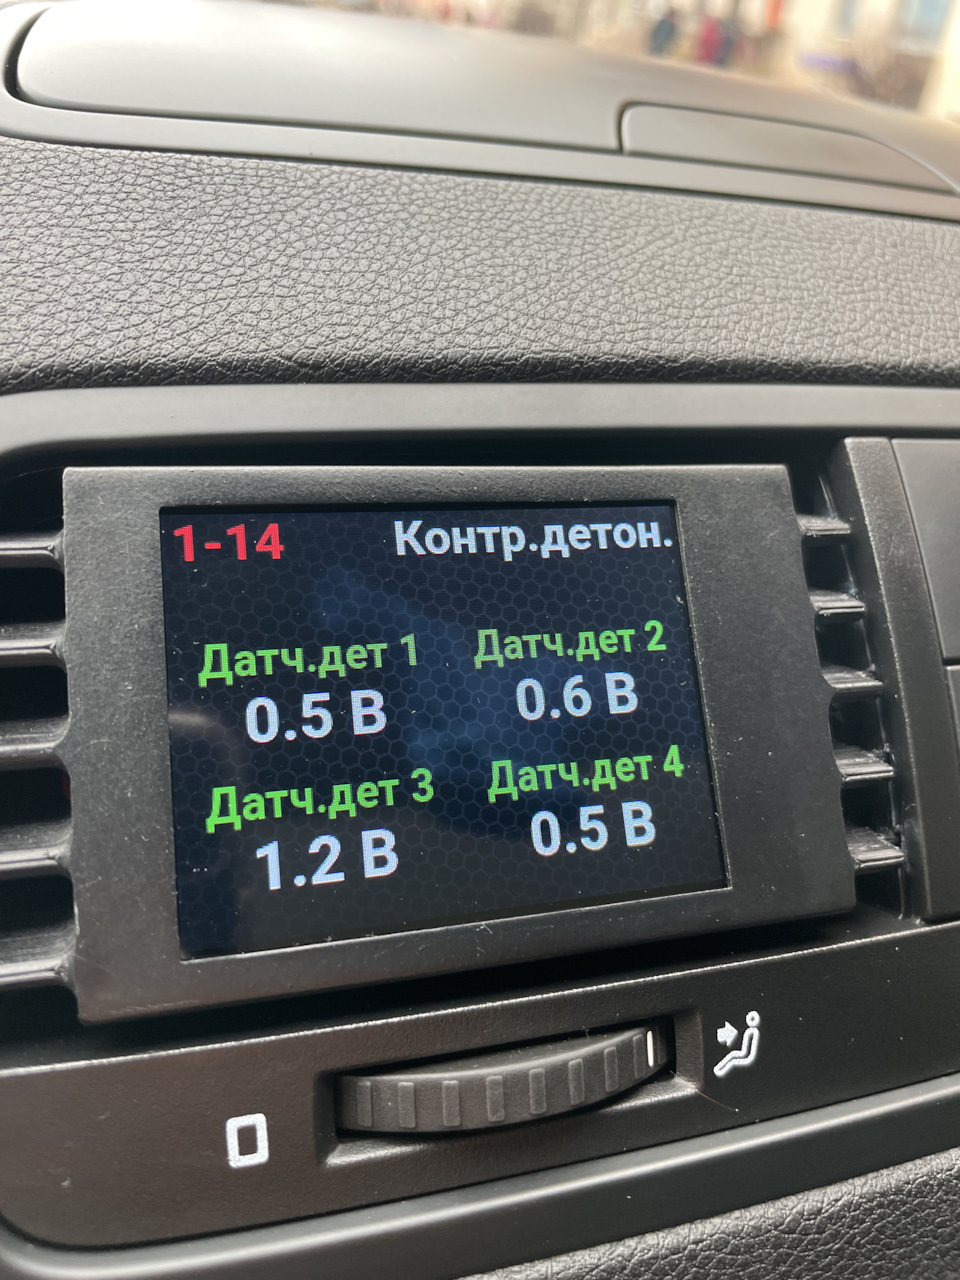 1-14 Контр.детон.
Датч.дет 1 Датч.дет 2
0.5 В 0.6 В
Датч.дет 3 Датч.дет 4
1.2 В 0.5 В